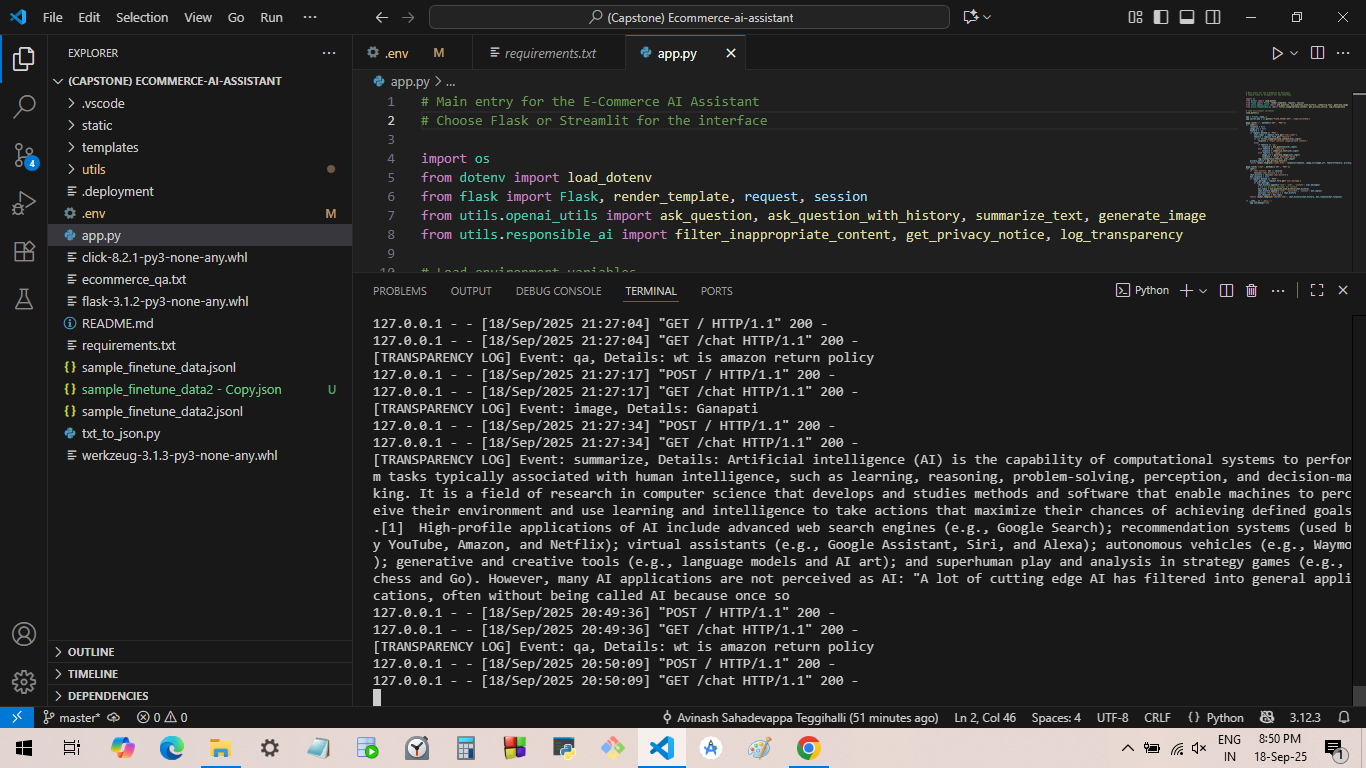 File Edit Selection View Go Run ···
(Capstone) Ecommerce-ai-assistant
EXPLORER ···
(CAPSTONE) ECOMMERCE-AI-ASSISTANT
.vscode
static
templates
utils
.deployment
.env M
app.py
click-8.2.1-py3-none-any.whl
ecommerce_qa.txt
flask-3.1.2-py3-none-any.whl
README.md
requirements.txt
sample_finetune_data.jsonl
sample_finetune_data2 - Copy.json U
sample_finetune_data2.jsonl
txt_to_json.py
werkzeug-3.1.3-py3-none-any.whl
OUTLINE
TIMELINE
DEPENDENCIES
4
.env M requirements.txt app.py
app.py > ...
1 # Main entry for the E-Commerce AI Assistant
2 # Choose Flask or Streamlit for the interface
3
4 import os
5 from dotenv import load_dotenv
6 from flask import Flask, render_template, request, session
7 from utils.openai_utils import ask_question, ask_question_with_history, summarize_text, generate_image
8 from utils.responsible_ai import filter_inappropriate_content, get_privacy_notice, log_transparency
9
10 # Load environment variables
PROBLEMS OUTPUT DEBUG CONSOLE TERMINAL PORTS Python
127.0.0.1 - - [18/Sep/2025 21:27:04] "GET / HTTP/1.1" 200 -
127.0.0.1 - - [18/Sep/2025 21:27:04] "GET /chat HTTP/1.1" 200 -
[TRANSPARENCY LOG] Event: qa, Details: wt is amazon return policy
127.0.0.1 - - [18/Sep/2025 21:27:17] "POST / HTTP/1.1" 200 -
127.0.0.1 - - [18/Sep/2025 21:27:17] "GET /chat HTTP/1.1" 200 -
[TRANSPARENCY LOG] Event: image, Details: Ganapati
127.0.0.1 - - [18/Sep/2025 21:27:34] "POST / HTTP/1.1" 200 -
127.0.0.1 - - [18/Sep/2025 21:27:34] "GET /chat HTTP/1.1" 200 -
[TRANSPARENCY LOG] Event: summarize, Details: Artificial intelligence (AI) is the capability of computational systems to perfor
m tasks typically associated with human intelligence, such as learning, reasoning, problem-solving, perception, and decision-ma
king. It is a field of research in computer science that develops and studies methods and software that enable machines to perc
eive their environment and use learning and intelligence to take actions that maximize their chances of achieving defined goals
.[1]  High-profile applications of AI include advanced web search engines (e.g., Google Search); recommendation systems (used b
y YouTube, Amazon, and Netflix); virtual assistants (e.g., Google Assistant, Siri, and Alexa); autonomous vehicles (e.g., Waymo
); generative and creative tools (e.g., language models and AI art); and superhuman play and analysis in strategy games (e.g.,
chess and Go). However, many AI applications are not perceived as AI: "A lot of cutting edge AI has filtered into general appli
cations, often without being called AI because once so
127.0.0.1 - - [18/Sep/2025 20:49:36] "POST / HTTP/1.1" 200 -
127.0.0.1 - - [18/Sep/2025 20:49:36] "GET /chat HTTP/1.1" 200 -
[TRANSPARENCY LOG] Event: qa, Details: wt is amazon return policy
127.0.0.1 - - [18/Sep/2025 20:50:09] "POST / HTTP/1.1" 200 -
127.0.0.1 - - [18/Sep/2025 20:50:09] "GET /chat HTTP/1.1" 200 -
master* 0 0 Avinash Sahadevappa Teggihalli (51 minutes ago) Ln 2, Col 46 Spaces: 4 UTF-8 CRLF {} Python 3.12.3
ENG 8:50 PM
IN 18-Sep-25 1